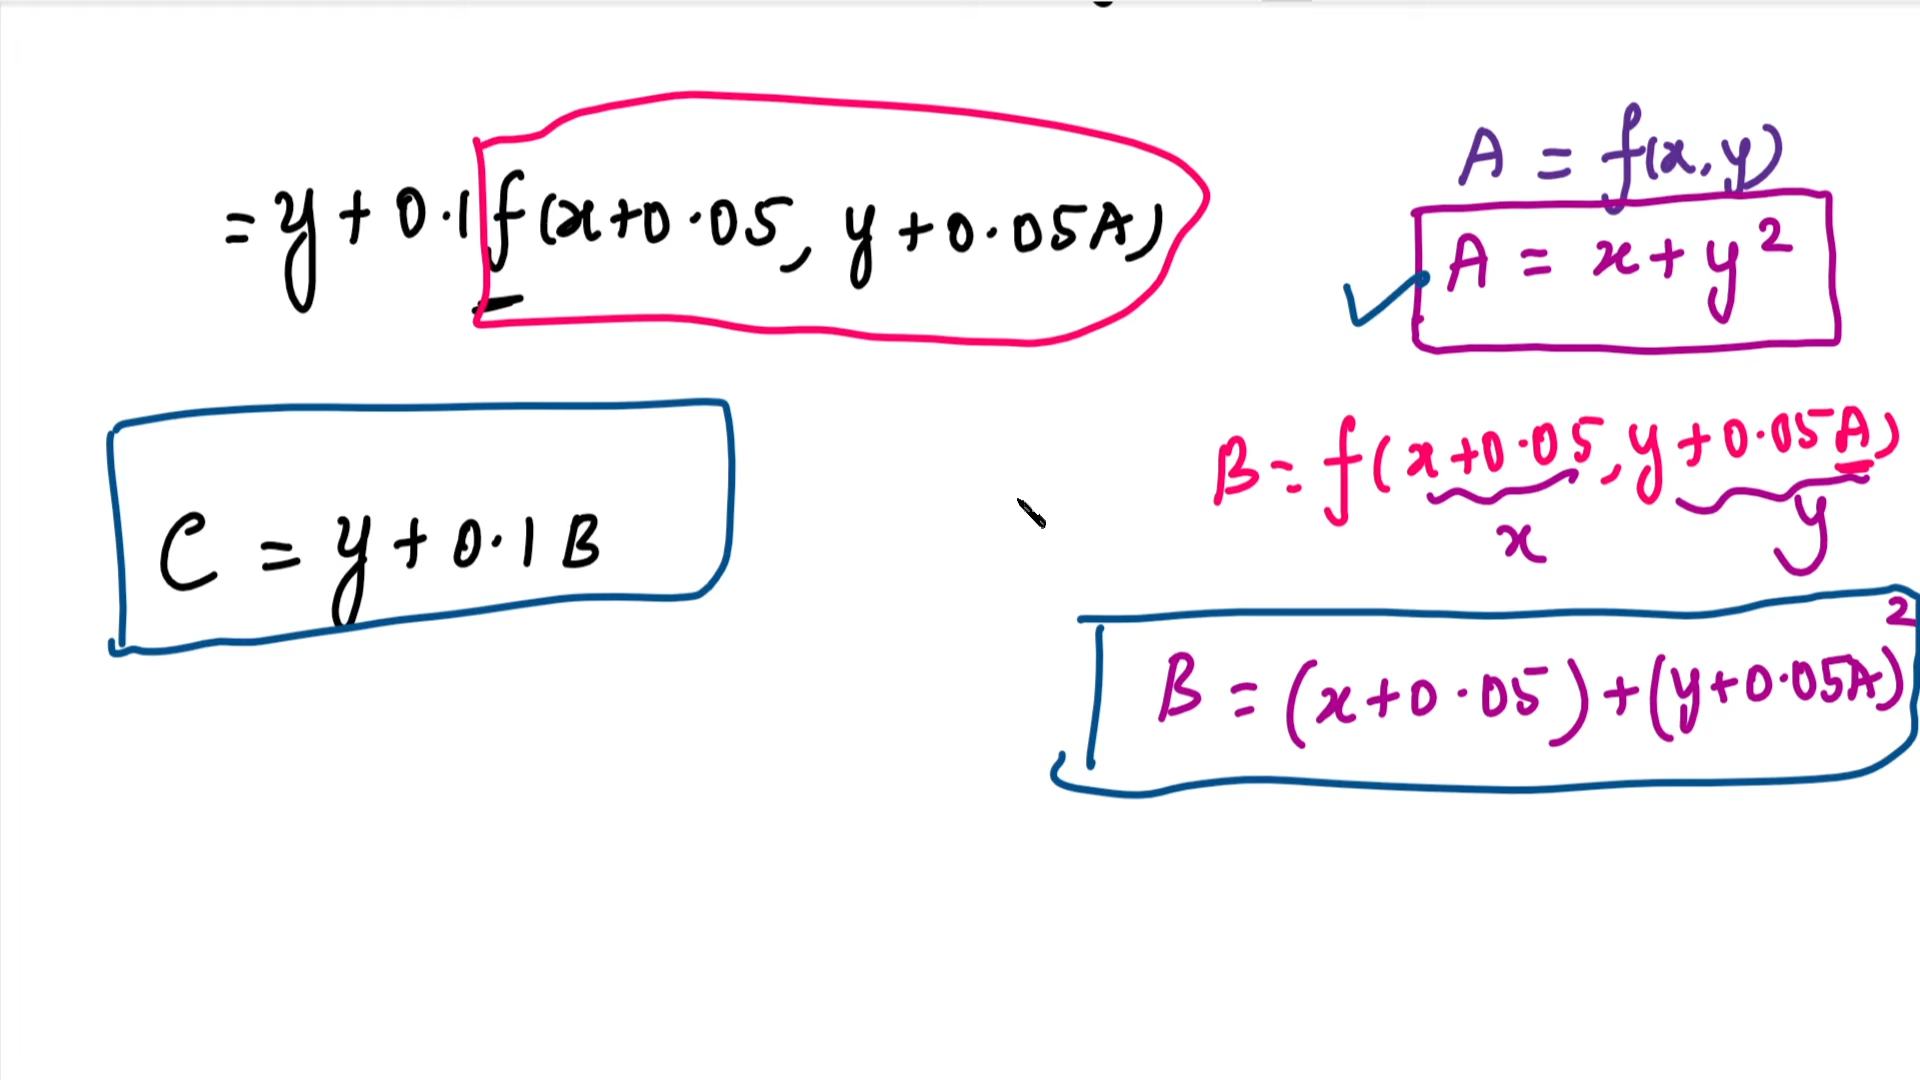 = y + 0.1 f(x+0.05, y+0.05A)
A = f(x,y)
A = x + y²
B = f(x+0.05, y+0.05A)
x y
C = y + 0.1 B
B = (x+0.05)+(y+0.05A)²